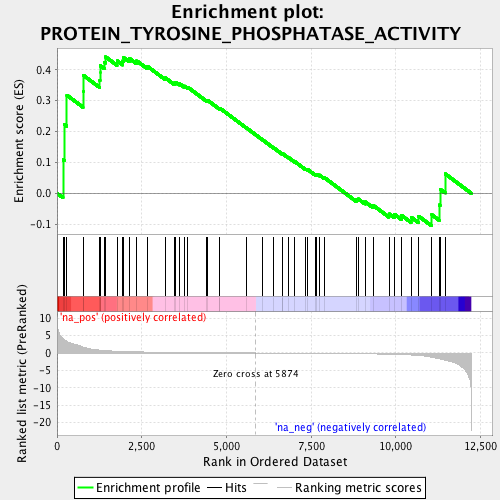 Enrichment plot:
PROTEIN_TYROSINE_PHOSPHATASE_ACTIVITY
Enrichment score (ES)
0.4
0.3
0.2
0.1
0.0
-0.1
Ranked list metric (PreRanked)
10
5
0
-5
-10
-15
-20
'na_pos' (positively correlated)
Zero cross at 5874
'na_neg' (negatively correlated)
0
2,500
5,000
7,500
10,000
12,500
Rank in Ordered Dataset
Enrichment profile
Hits
Ranking metric scores